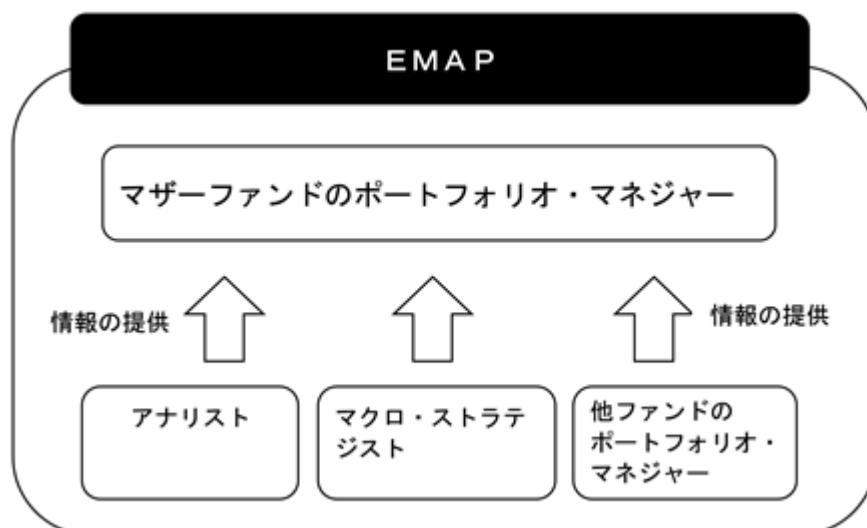 ＥＭＡＰ
マザーファンドのポートフォリオ・マネジャー
情報の提供
情報の提供
アナリスト
マクロ・ストラテ
ジスト
他ファンドの
ポートフォリオ・
マネジャー